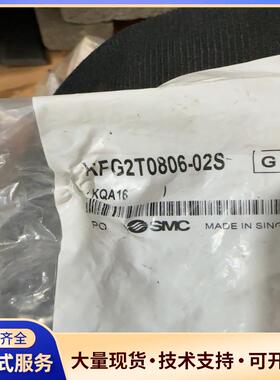 KFG2T0806-02S
G
KQA16
PO SMC MADE IN SING
齐全
式服务
大量现货·技术支持·可开